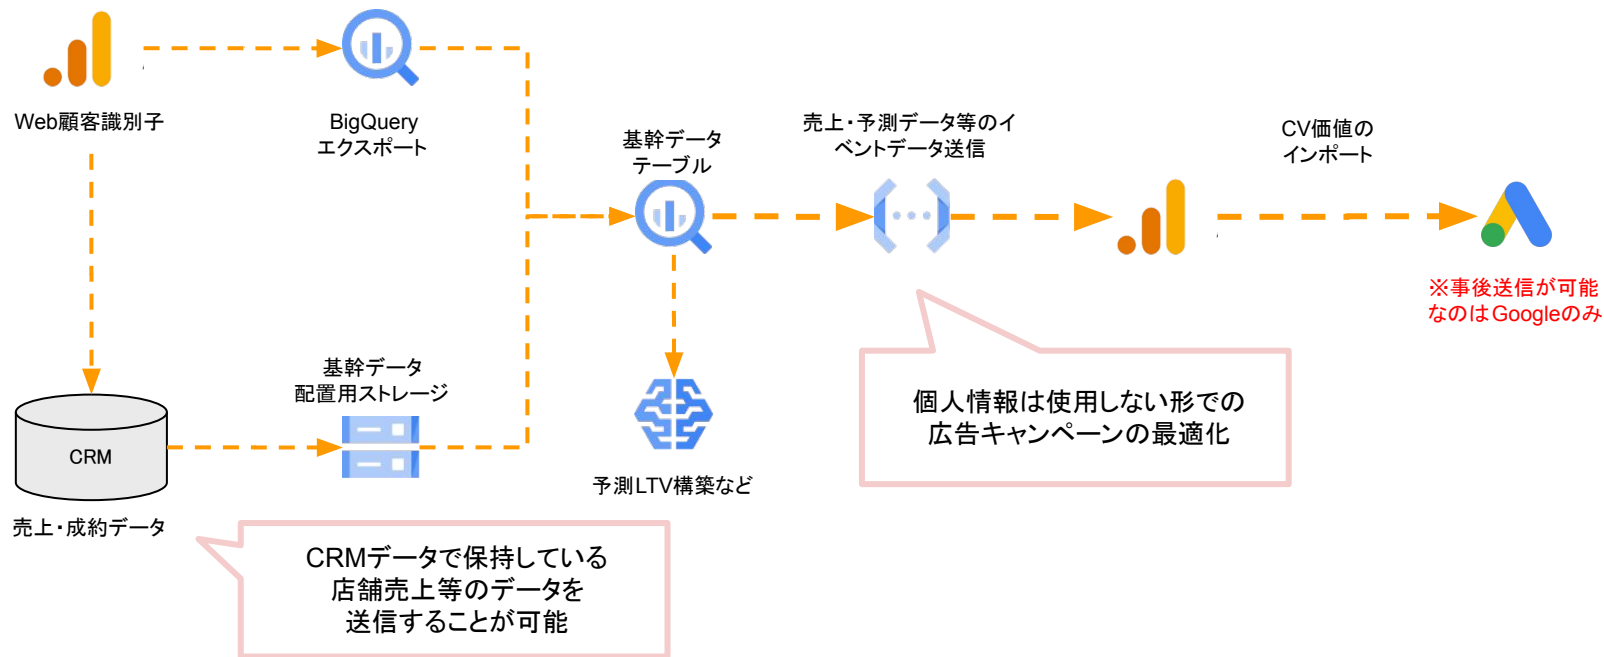 Web顧客識別子
BigQuery
エクスポート
基幹データ
テーブル
売上・予測データ等のイ
ベントデータ送信
CV価値の
インポート
※事後送信が可能
なのはGoogleのみ
基幹データ
配置用ストレージ
CRM
売上・成約データ
予測LTV構築など
個人情報は使用しない形での
広告キャンペーンの最適化
CRMデータで保持している
店舗売上等のデータを
送信することが可能